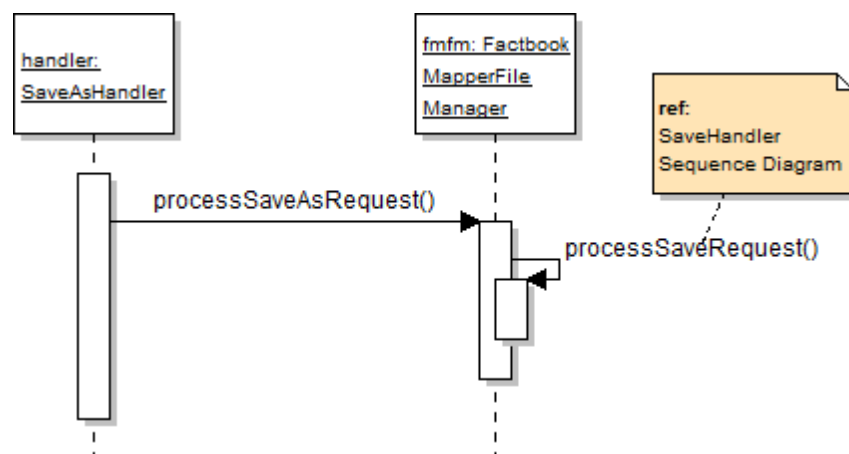 handler:
SaveAsHandler
fmfm: Factbook
MapperFile
Manager
ref:
SaveHandler
Sequence Diagram
processSaveAsRequest()
processSaveRequest()